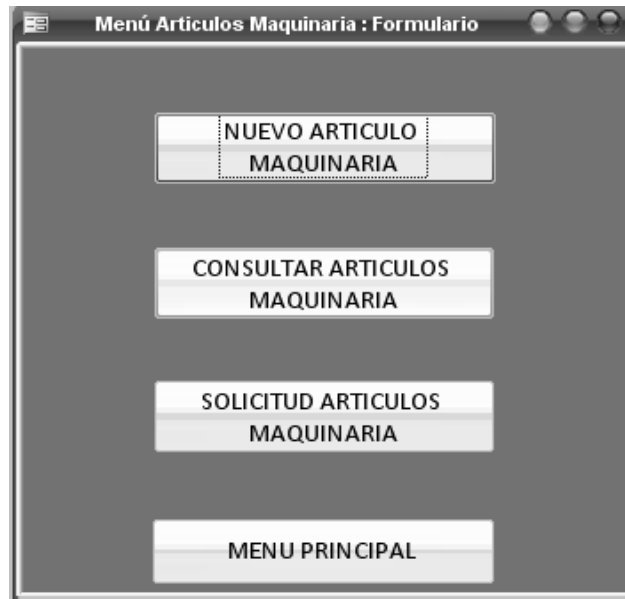 Menú Articulos Maquinaria : Formulario
NUEVO ARTICULO
MAQUINARIA
CONSULTAR ARTICULOS
MAQUINARIA
SOLICITUD ARTICULOS
MAQUINARIA
MENU PRINCIPAL